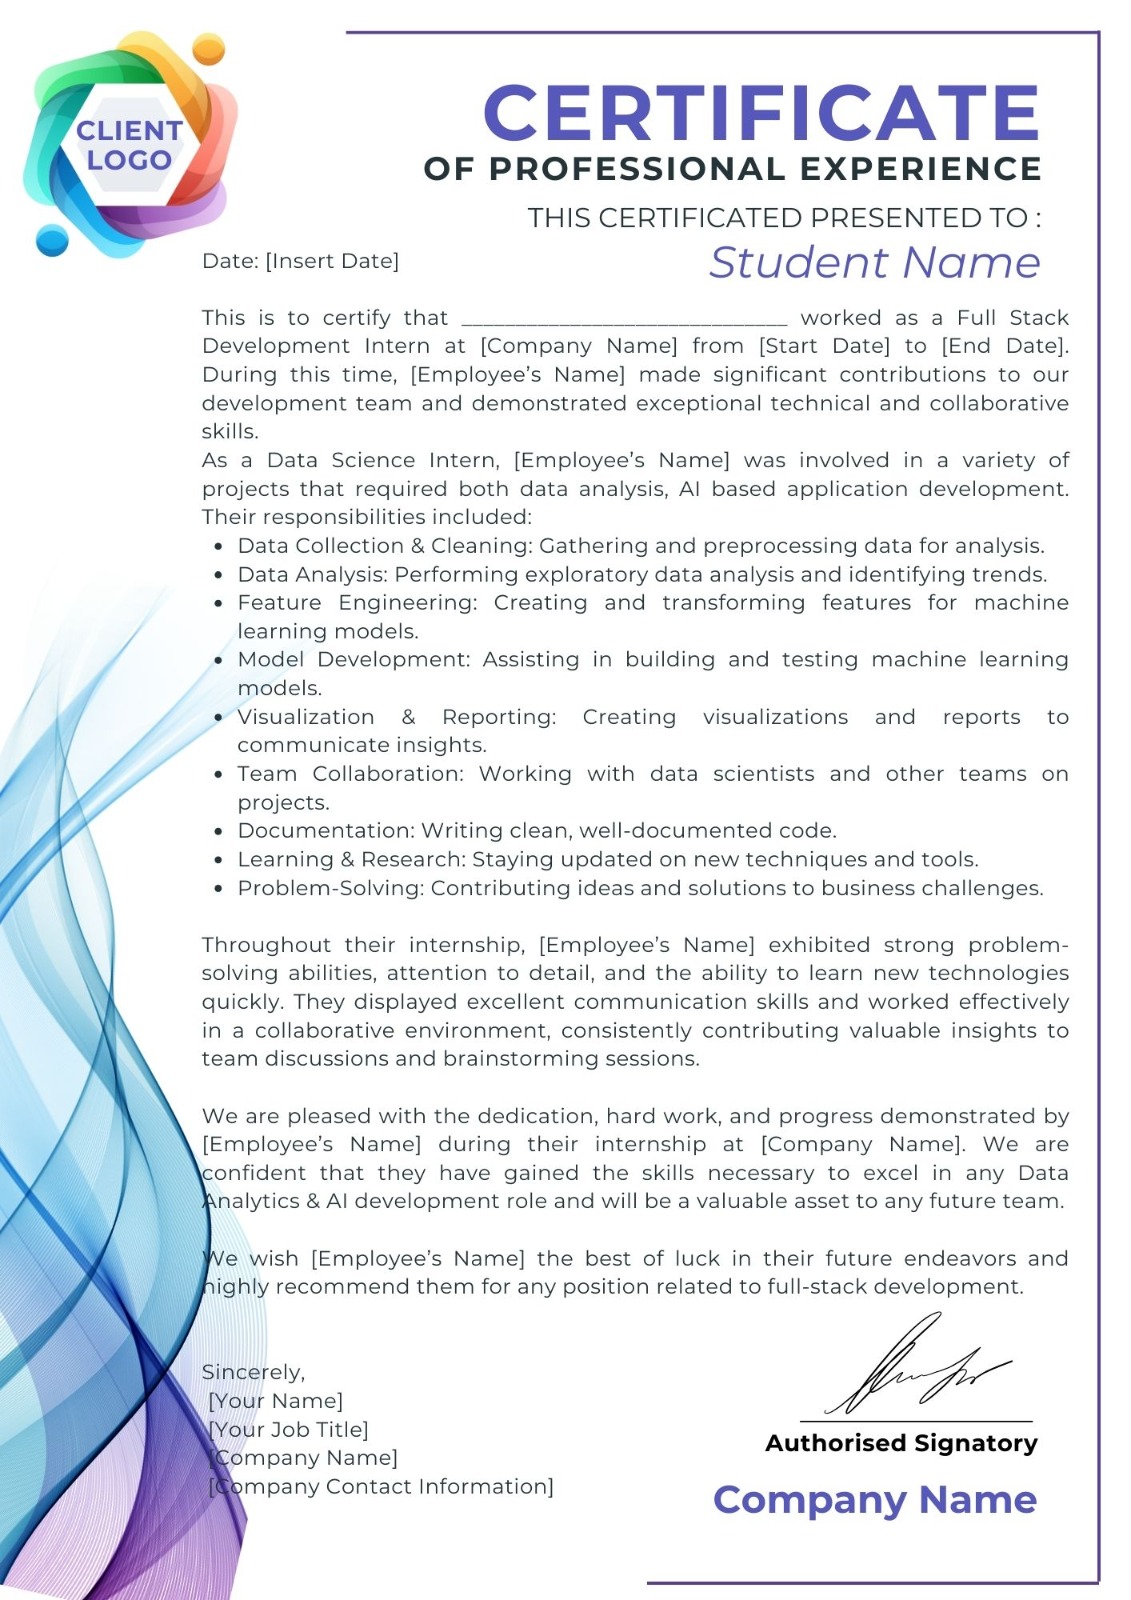 CLIENT
LOGO
CERTIFICATE
OF PROFESSIONAL EXPERIENCE
THIS CERTIFICATED PRESENTED TO :
Student Name
Date: [Insert Date]
This is to certify that ______________________________ worked as a Full Stack
Development Intern at [Company Name] from [Start Date] to [End Date].
During this time, [Employee’s Name] made significant contributions to our
development team and demonstrated exceptional technical and collaborative
skills.
As a Data Science Intern, [Employee’s Name] was involved in a variety of
projects that required both data analysis, AI based application development.
Their responsibilities included:
• Data Collection & Cleaning: Gathering and preprocessing data for analysis.
• Data Analysis: Performing exploratory data analysis and identifying trends.
• Feature Engineering: Creating and transforming features for machine
learning models.
• Model Development: Assisting in building and testing machine learning
models.
• Visualization & Reporting: Creating visualizations and reports to
communicate insights.
• Team Collaboration: Working with data scientists and other teams on
projects.
• Documentation: Writing clean, well-documented code.
• Learning & Research: Staying updated on new techniques and tools.
• Problem-Solving: Contributing ideas and solutions to business challenges.
Throughout their internship, [Employee’s Name] exhibited strong problem-
solving abilities, attention to detail, and the ability to learn new technologies
quickly. They displayed excellent communication skills and worked effectively
in a collaborative environment, consistently contributing valuable insights to
team discussions and brainstorming sessions.
We are pleased with the dedication, hard work, and progress demonstrated by
[Employee’s Name] during their internship at [Company Name]. We are
confident that they have gained the skills necessary to excel in any Data
Analytics & AI development role and will be a valuable asset to any future team.
We wish [Employee’s Name] the best of luck in their future endeavors and
highly recommend them for any position related to full-stack development.
Sincerely,
[Your Name]
[Your Job Title]
[Company Name]
[Company Contact Information]
Authorised Signatory
Company Name